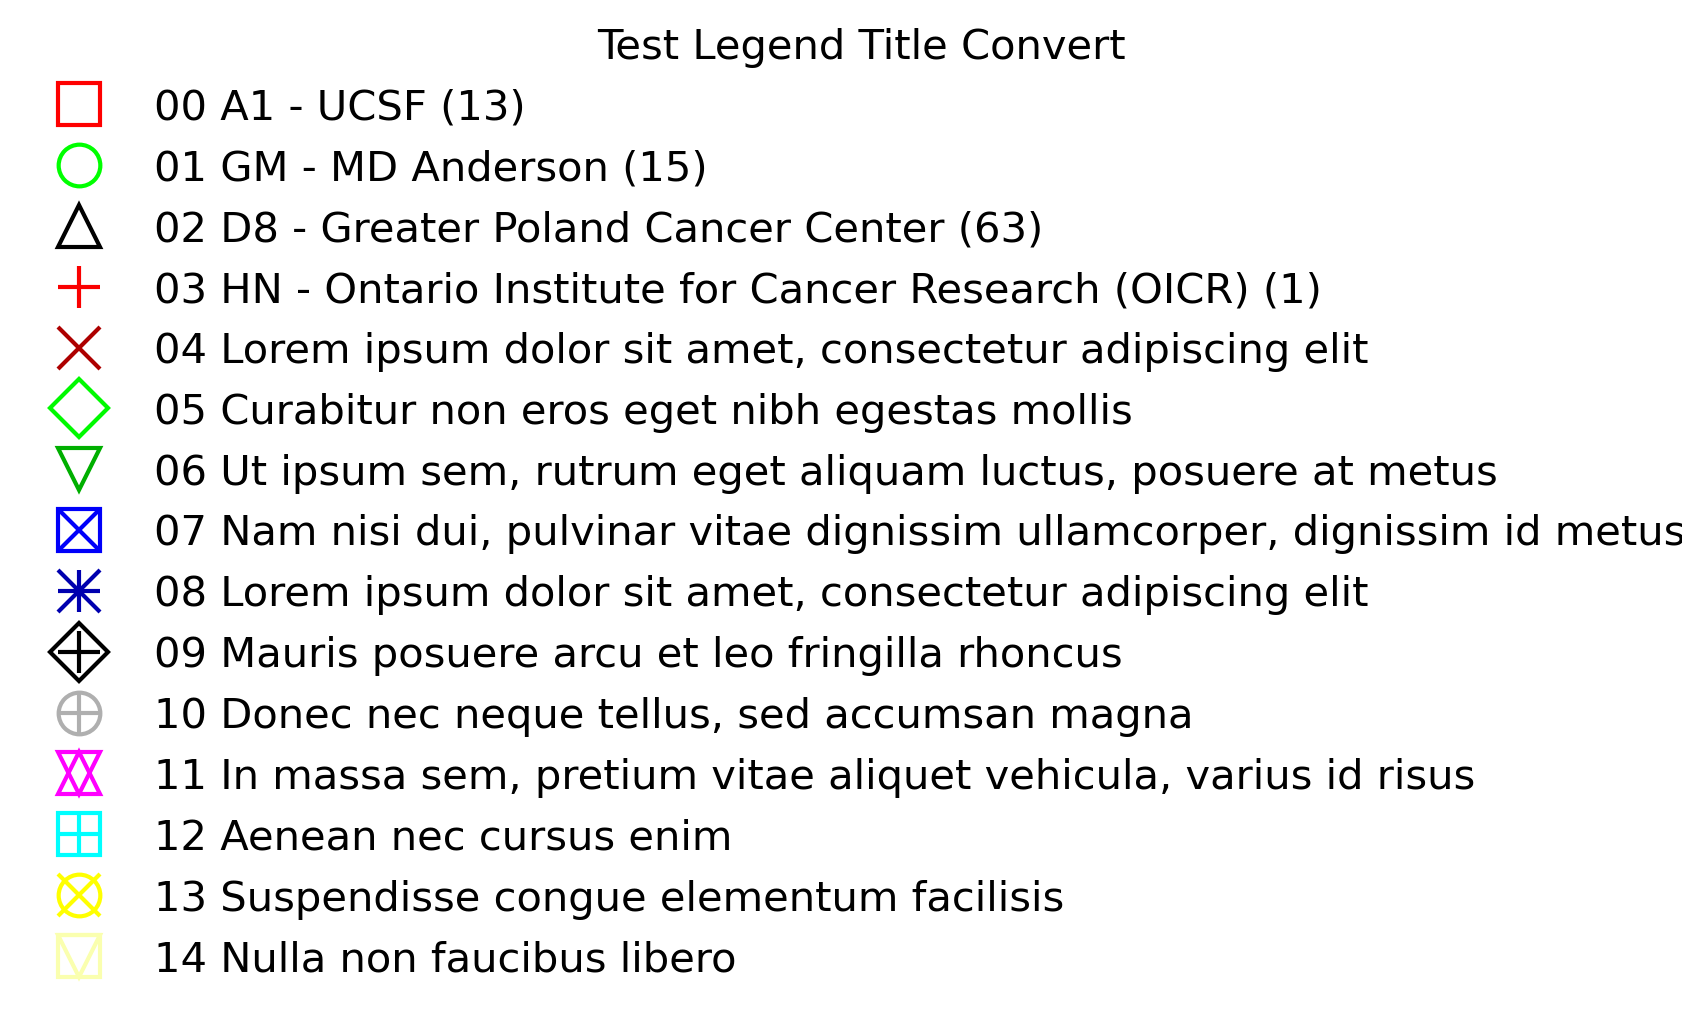 Test Legend Title Convert
00 A1 - UCSF (13)
01 GM - MD Anderson (15)
02 D8 - Greater Poland Cancer Center (63)
03 HN - Ontario Institute for Cancer Research (OICR) (1)
04 Lorem ipsum dolor sit amet, consectetur adipiscing elit
05 Curabitur non eros eget nibh egestas mollis
06 Ut ipsum sem, rutrum eget aliquam luctus, posuere at metus
07 Nam nisi dui, pulvinar vitae dignissim ullamcorper, dignissim id metus
08 Lorem ipsum dolor sit amet, consectetur adipiscing elit
09 Mauris posuere arcu et leo fringilla rhoncus
10 Donec nec neque tellus, sed accumsan magna
11 In massa sem, pretium vitae aliquet vehicula, varius id risus
12 Aenean nec cursus enim
13 Suspendisse congue elementum facilisis
14 Nulla non faucibus libero